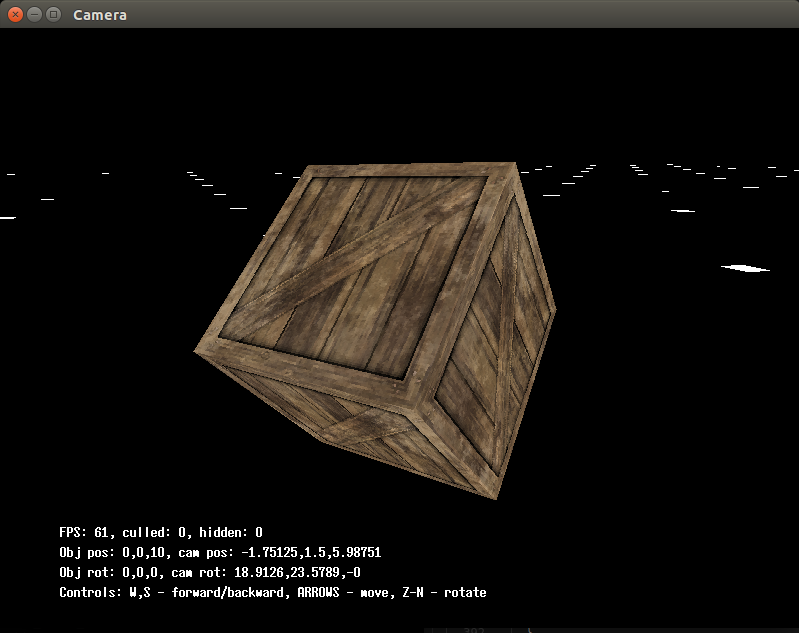 Camera
FPS: 61, culled: 0, hidden: 0
Obj pos: 0,0,10, cam pos: -1.75125,1.5,5.98751
Obj rot: 0,0,0, cam rot: 18.9126,23.5789,-0
Controls: W,S - forward/backward, ARROWS - move, Z-N - rotate